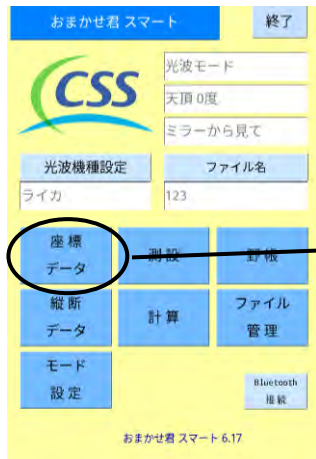 おまかせ君 スマート 終了
CSS
光波モード
天頂 0度
ミラーから見て
光波機種設定 ファイル名
ライカ 123
座標
データ
測設
野帳
縦断
データ
計算
ファイル
管理
モード
設定
Bluetooth
接続
おまかせ君 スマート 6.17